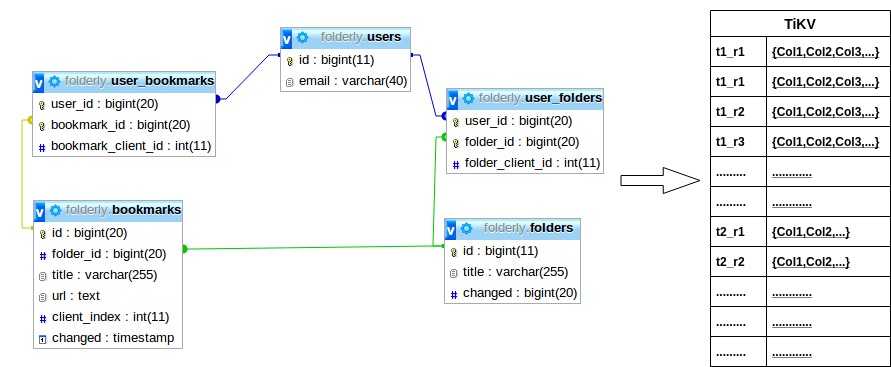 folderly.users
id : bigint(11)
email : varchar(40)
folderly.user_bookmarks
user_id : bigint(20)
bookmark_id : bigint(20)
bookmark_client_id : int(11)
folderly.user_folders
user_id : bigint(20)
folder_id : bigint(20)
folder_client_id : int(11)
folderly.bookmarks
id : bigint(20)
folder_id : bigint(20)
title : varchar(255)
url : text
client_index : int(11)
changed : timestamp
folderly.folders
id : bigint(11)
title : varchar(255)
changed : bigint(20)
TiKV
t1_r1 {Col1,Col2,Col3,...}
t1_r1 {Col1,Col2,Col3,...}
t1_r2 {Col1,Col2,Col3,...}
t1_r3 {Col1,Col2,Col3,...}
......... ............
......... ............
t2_r1 {Col1,Col2,...}
t2_r2 {Col1,Col2,...}
......... ............
......... ............
......... ............